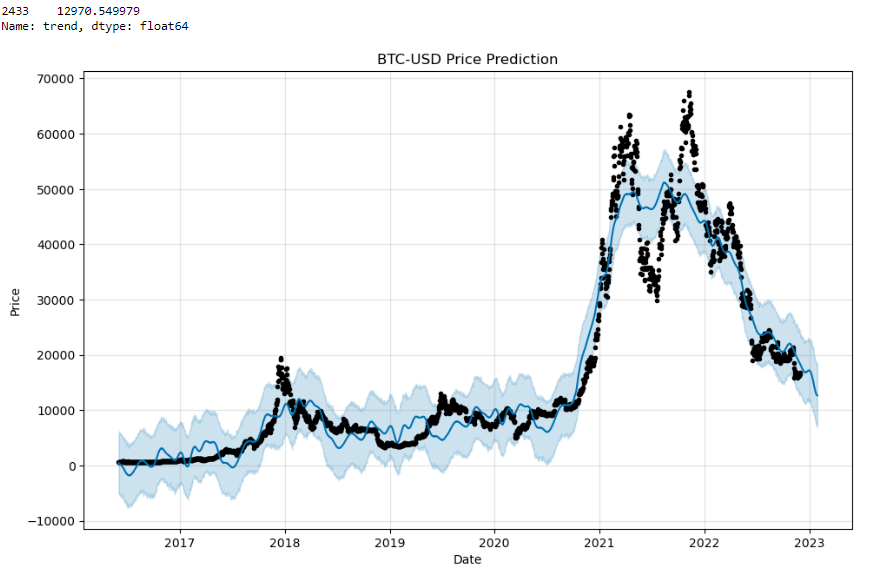 2433    12970.549979
Name: trend, dtype: float64
BTC-USD Price Prediction
70000
60000
50000
40000
30000
20000
10000
0
−10000
Price
2017 2018 2019 2020 2021 2022 2023
Date